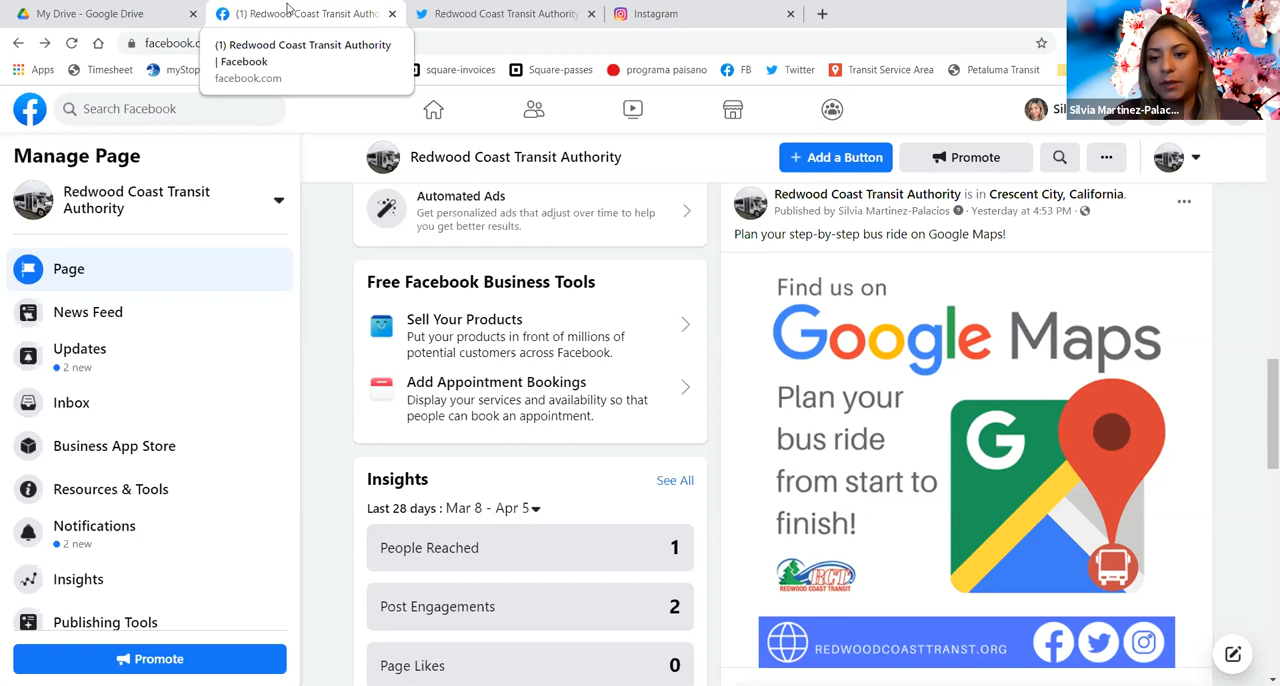 My Drive - Google Drive
(1) Redwood Coast Transit Autho
Redwood Coast Transit Authority
Instagram
facebook.c
(1) Redwood Coast Transit Authority
| Facebook
facebook.com
Apps
Timesheet
myStop
square-invoices
Square-passes
programa paisano
FB
Twitter
Transit Service Area
Petaluma Transit
Silvia Martinez-Palac...
Search Facebook
Sil
Manage Page
Redwood Coast Transit
Authority
Page
News Feed
Updates
2 new
Inbox
Business App Store
Resources & Tools
Notifications
2 new
Insights
Publishing Tools
Promote
Redwood Coast Transit Authority
+ Add a Button
Promote
Automated Ads
Get personalized ads that adjust over time to help
you get better results.
Free Facebook Business Tools
Sell Your Products
Put your products in front of millions of
potential customers across Facebook.
Add Appointment Bookings
Display your services and availability so that
people can book an appointment.
Insights
See All
Last 28 days : Mar 8 - Apr 5
People Reached 1
Post Engagements 2
Page Likes 0
Redwood Coast Transit Authority is in Crescent City, California.
Published by Silvia Martinez-Palacios · Yesterday at 4:53 PM ·
Plan your step-by-step bus ride on Google Maps!
Find us on
Google Maps
Plan your
bus ride
from start to
finish!
G
RCT
REDWOOD COAST TRANSIT
REDWOODCOASTTRANST.ORG